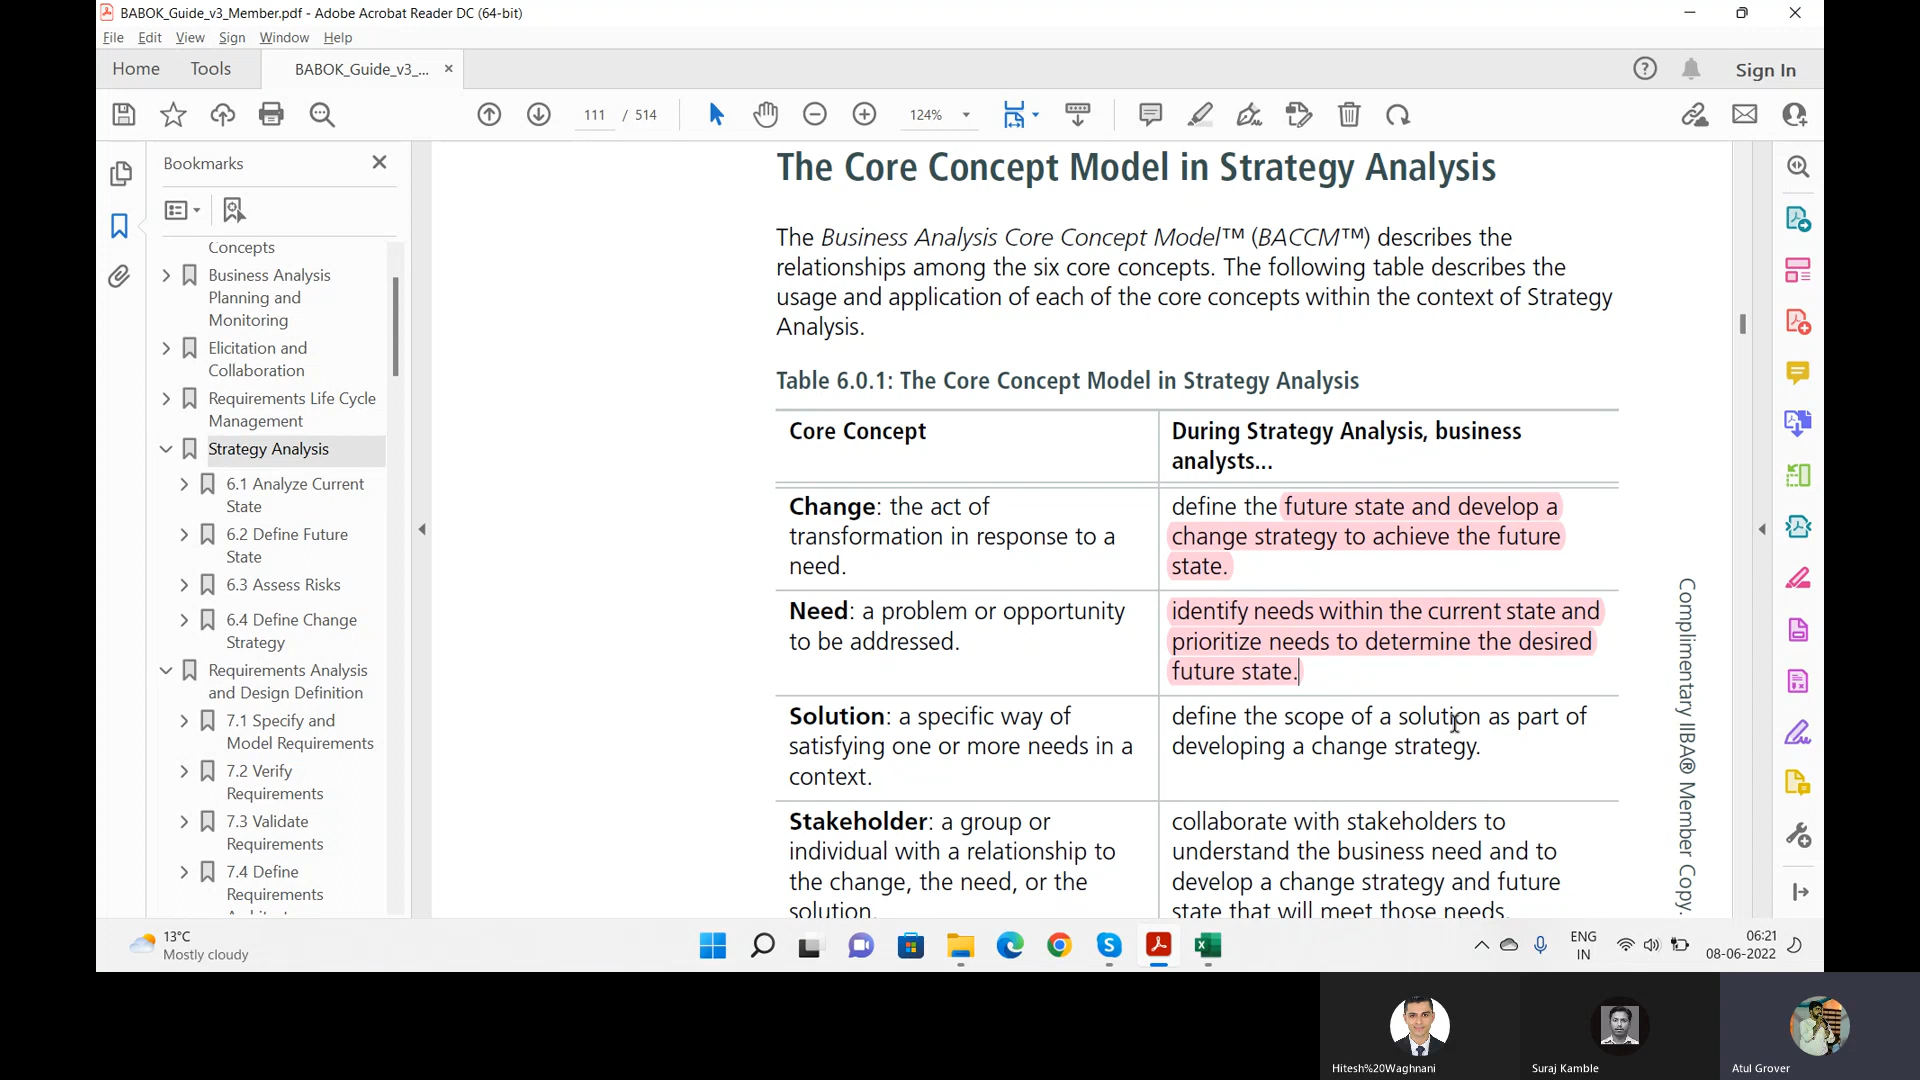 BABOK_Guide_v3_Member.pdf - Adobe Acrobat Reader DC (64-bit)
File Edit View Sign Window Help
Home Tools BABOK_Guide_v3_... × Sign In
111 / 514 124%
Bookmarks
Concepts
Business Analysis
Planning and
Monitoring
Elicitation and
Collaboration
Requirements Life Cycle
Management
Strategy Analysis
6.1 Analyze Current
State
6.2 Define Future
State
6.3 Assess Risks
6.4 Define Change
Strategy
Requirements Analysis
and Design Definition
7.1 Specify and
Model Requirements
7.2 Verify
Requirements
7.3 Validate
Requirements
7.4 Define
Requirements
The Core Concept Model in Strategy Analysis
The Business Analysis Core Concept Model™ (BACCM™) describes the
relationships among the six core concepts. The following table describes the
usage and application of each of the core concepts within the context of Strategy
Analysis.
Table 6.0.1: The Core Concept Model in Strategy Analysis
Core Concept
During Strategy Analysis, business
analysts...
Change: the act of
transformation in response to a
need.
define the future state and develop a
change strategy to achieve the future
state.
Need: a problem or opportunity
to be addressed.
identify needs within the current state and
prioritize needs to determine the desired
future state.
Solution: a specific way of
satisfying one or more needs in a
context.
define the scope of a solution as part of
developing a change strategy.
Stakeholder: a group or
individual with a relationship to
the change, the need, or the
solution.
collaborate with stakeholders to
understand the business need and to
develop a change strategy and future
state that will meet those needs.
Complimentary IIBA® Member Copy.
13°C
Mostly cloudy
ENG
IN
06:21
08-06-2022
Hitesh%20Waghnani
Suraj Kamble
Atul Grover